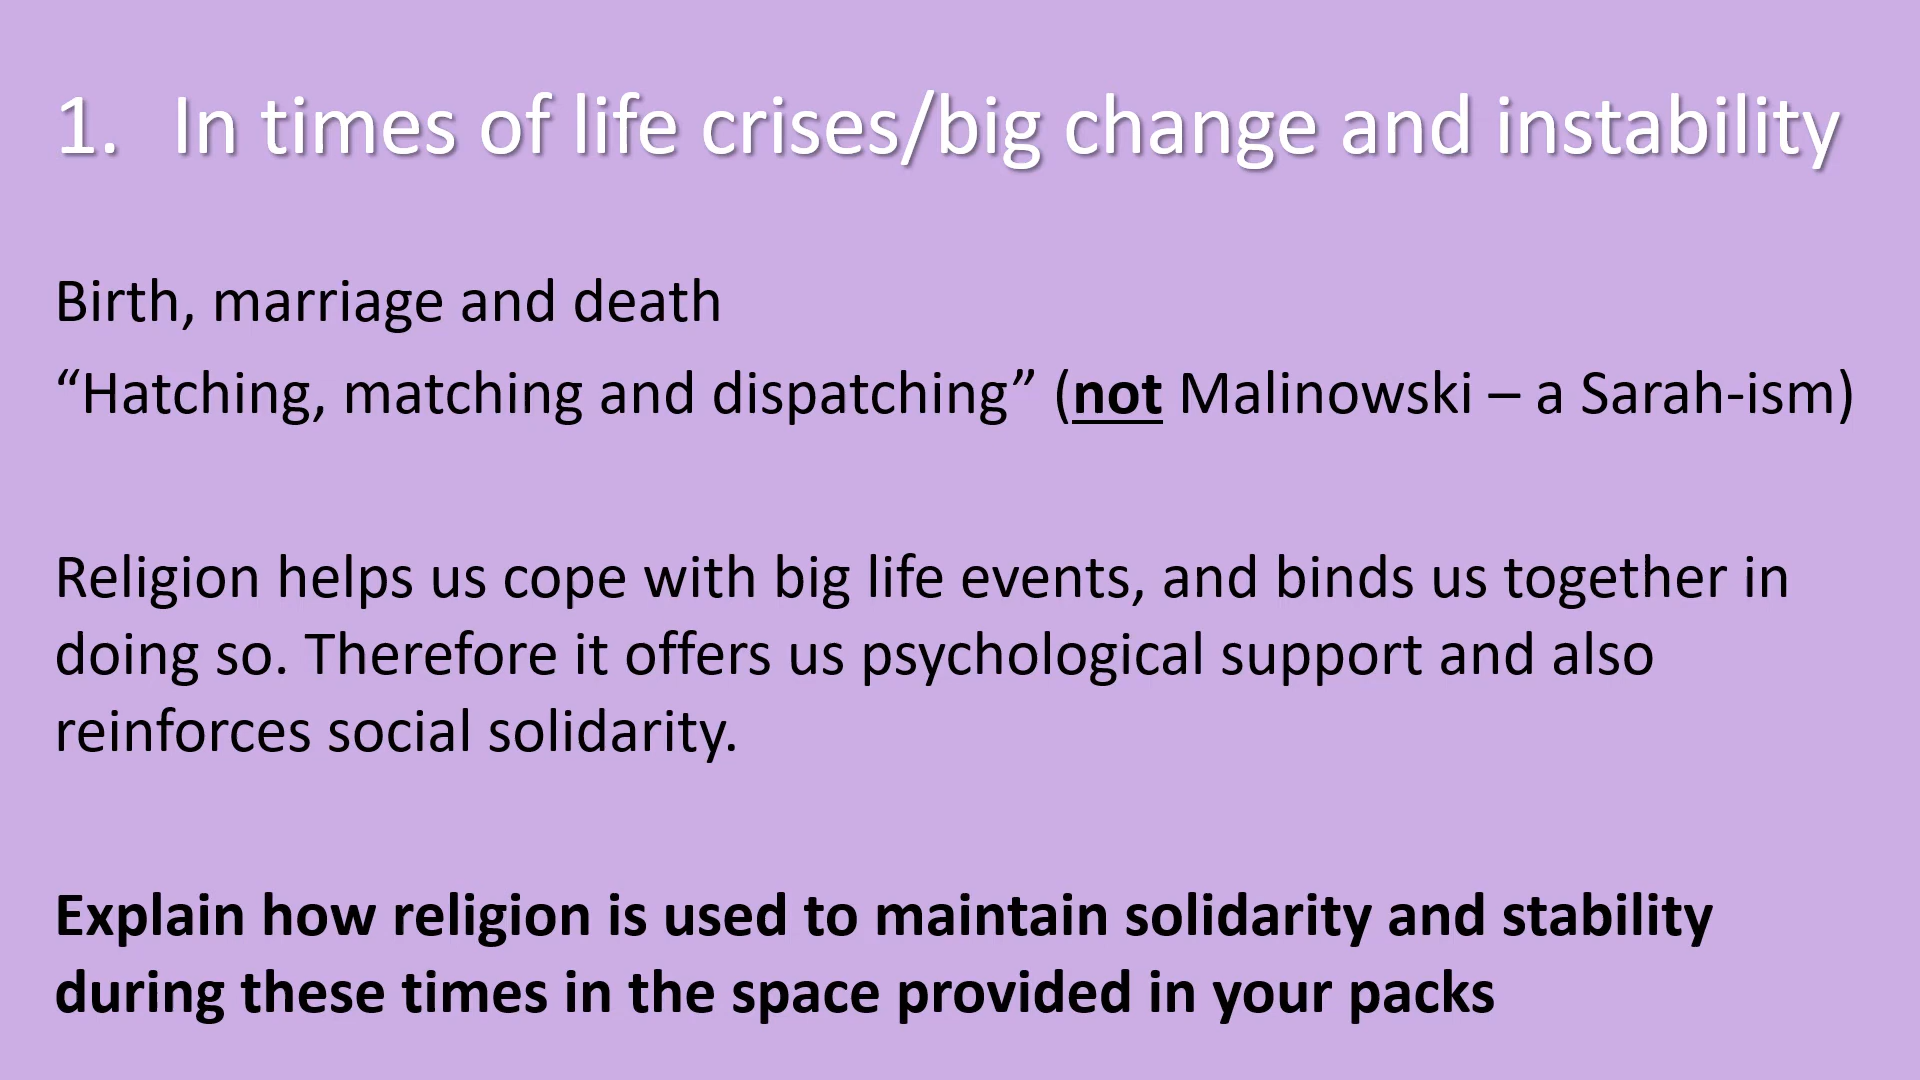 1. In times of life crises/big change and instability
Birth, marriage and death
“Hatching, matching and dispatching” (not Malinowski – a Sarah-ism)
Religion helps us cope with big life events, and binds us together in
doing so. Therefore it offers us psychological support and also
reinforces social solidarity.
Explain how religion is used to maintain solidarity and stability
during these times in the space provided in your packs